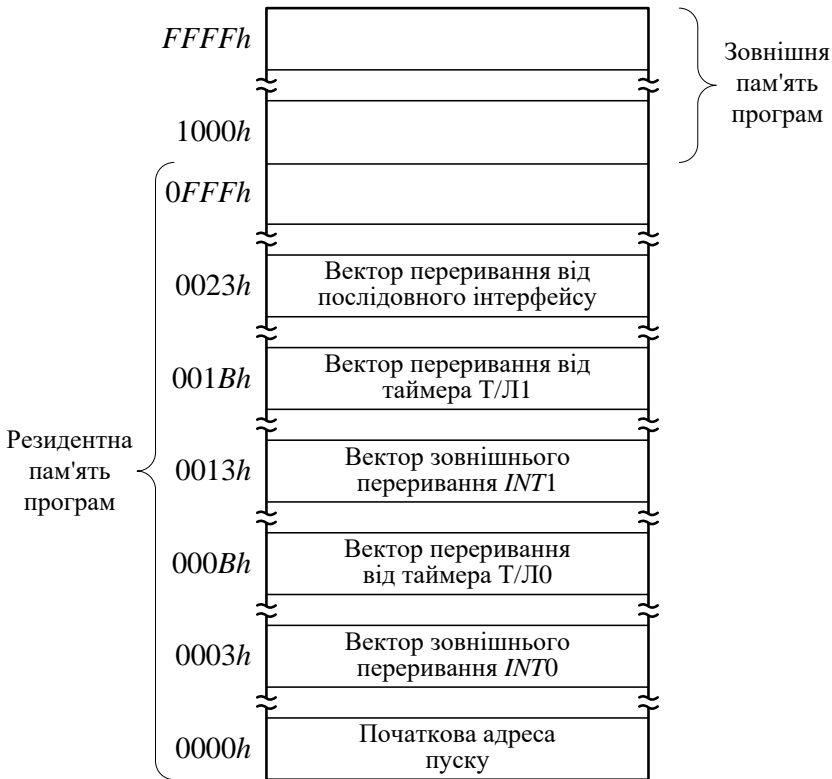 FFFFh
Зовнішня
пам'ять
програм
1000h
0FFFh
0023h
Вектор переривання від
послідовного інтерфейсу
001Bh
Вектор переривання від
таймера Т/Л1
Резидентна
пам'ять
програм
0013h
Вектор зовнішнього
переривання INT1
000Bh
Вектор переривання
від таймера Т/Л0
0003h
Вектор зовнішнього
переривання INT0
0000h
Початкова адреса
пуску